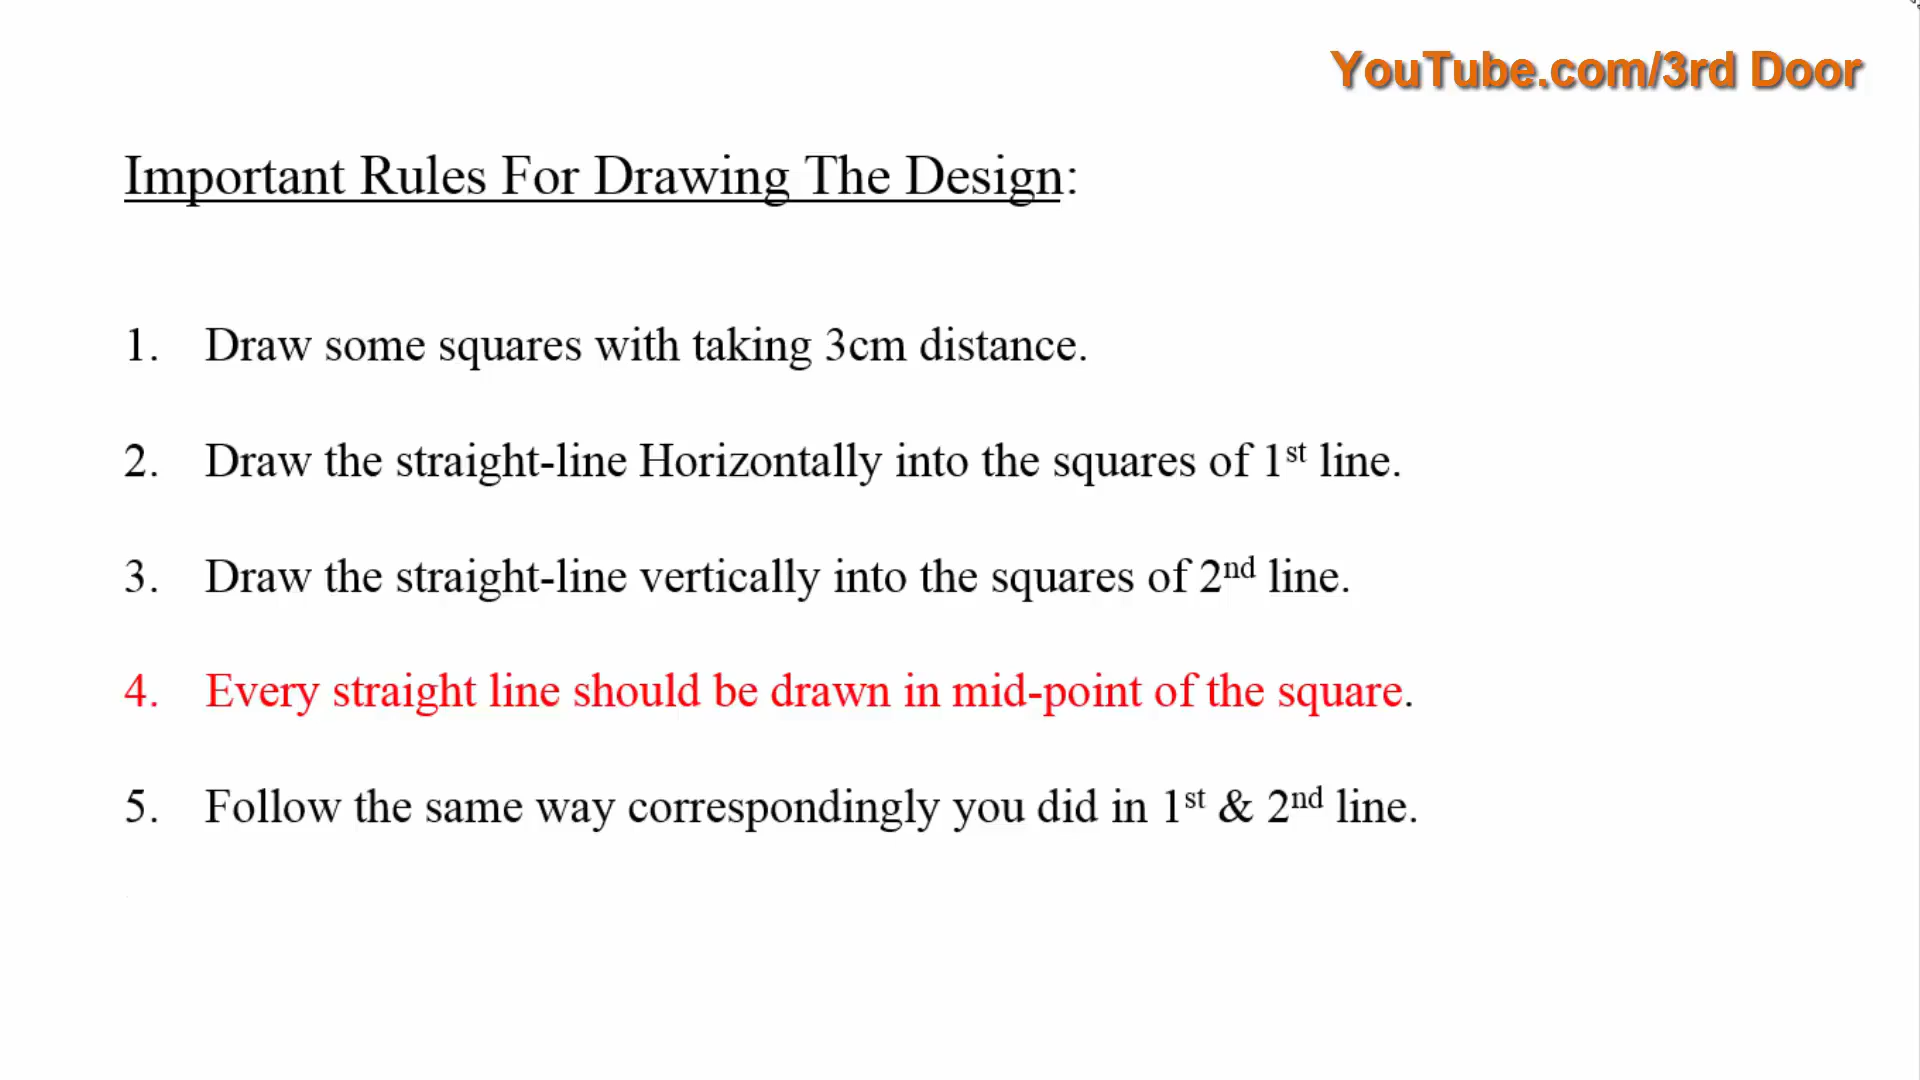 YouTube.com/3rd Door
Important Rules For Drawing The Design:
1. Draw some squares with taking 3cm distance.
2. Draw the straight-line Horizontally into the squares of 1st line.
3. Draw the straight-line vertically into the squares of 2nd line.
4. Every straight line should be drawn in mid-point of the square.
5. Follow the same way correspondingly you did in 1st & 2nd line.